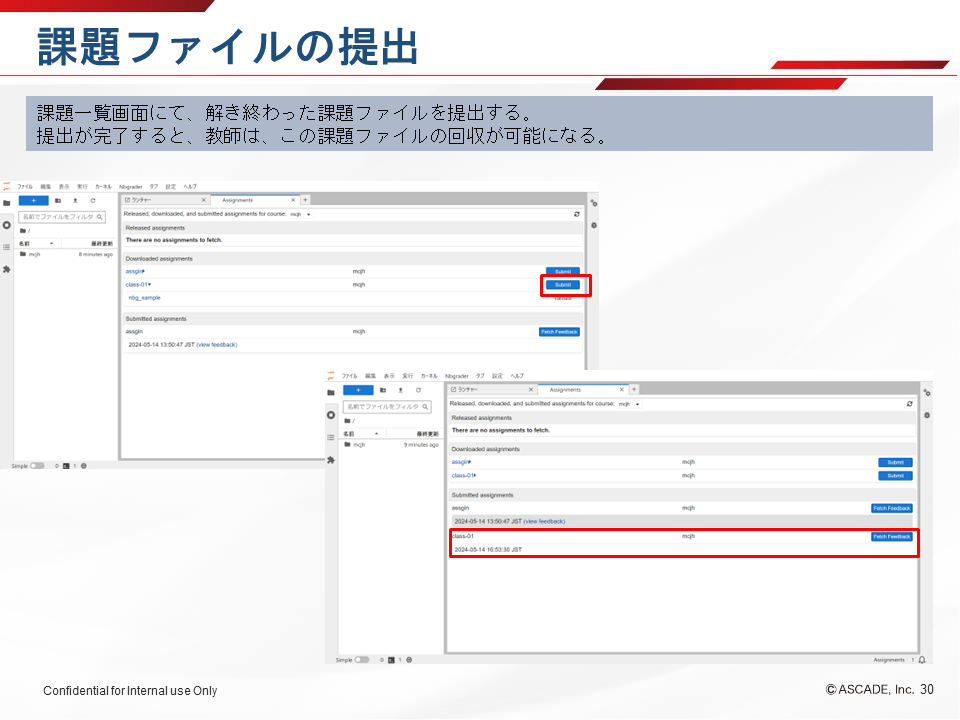 課題ファイルの提出
課題一覧画面にて、解き終わった課題ファイルを提出する。
提出が完了すると、教師は、この課題ファイルの回収が可能になる。
ファイル 編集 表示 実行 カーネル Nbgrader タブ 設定 ヘルプ
+
ランチャー × Assignments × +
名前でファイルをフィルタ
Released, downloaded, and submitted assignments for course: mcjh
/
名前 最終更新
mcjh 8 minutes ago
Released assignments
There are no assignments to fetch.
Downloaded assignments
assgin mcjh Submit
class-01 mcjh Submit
nbg_sample Validate
Submitted assignments
assgin mcjh Fetch Feedback
2024-05-14 13:50:47 JST (view feedback)
Simple 0 1
ファイル 編集 表示 実行 カーネル Nbgrader タブ 設定 ヘルプ
+
ランチャー × Assignments × +
名前でファイルをフィルタ
Released, downloaded, and submitted assignments for course: mcjh
/
名前 最終更新
mcjh 9 minutes ago
Released assignments
There are no assignments to fetch.
Downloaded assignments
assgin mcjh Submit
class-01 mcjh Submit
Submitted assignments
assgin mcjh Fetch Feedback
2024-05-14 13:50:47 JST (view feedback)
class-01 mcjh Fetch Feedback
2024-05-14 16:53:30 JST
Simple 0 1 Assignments 1
Confidential for Internal use Only
© ASCADE, Inc. 30